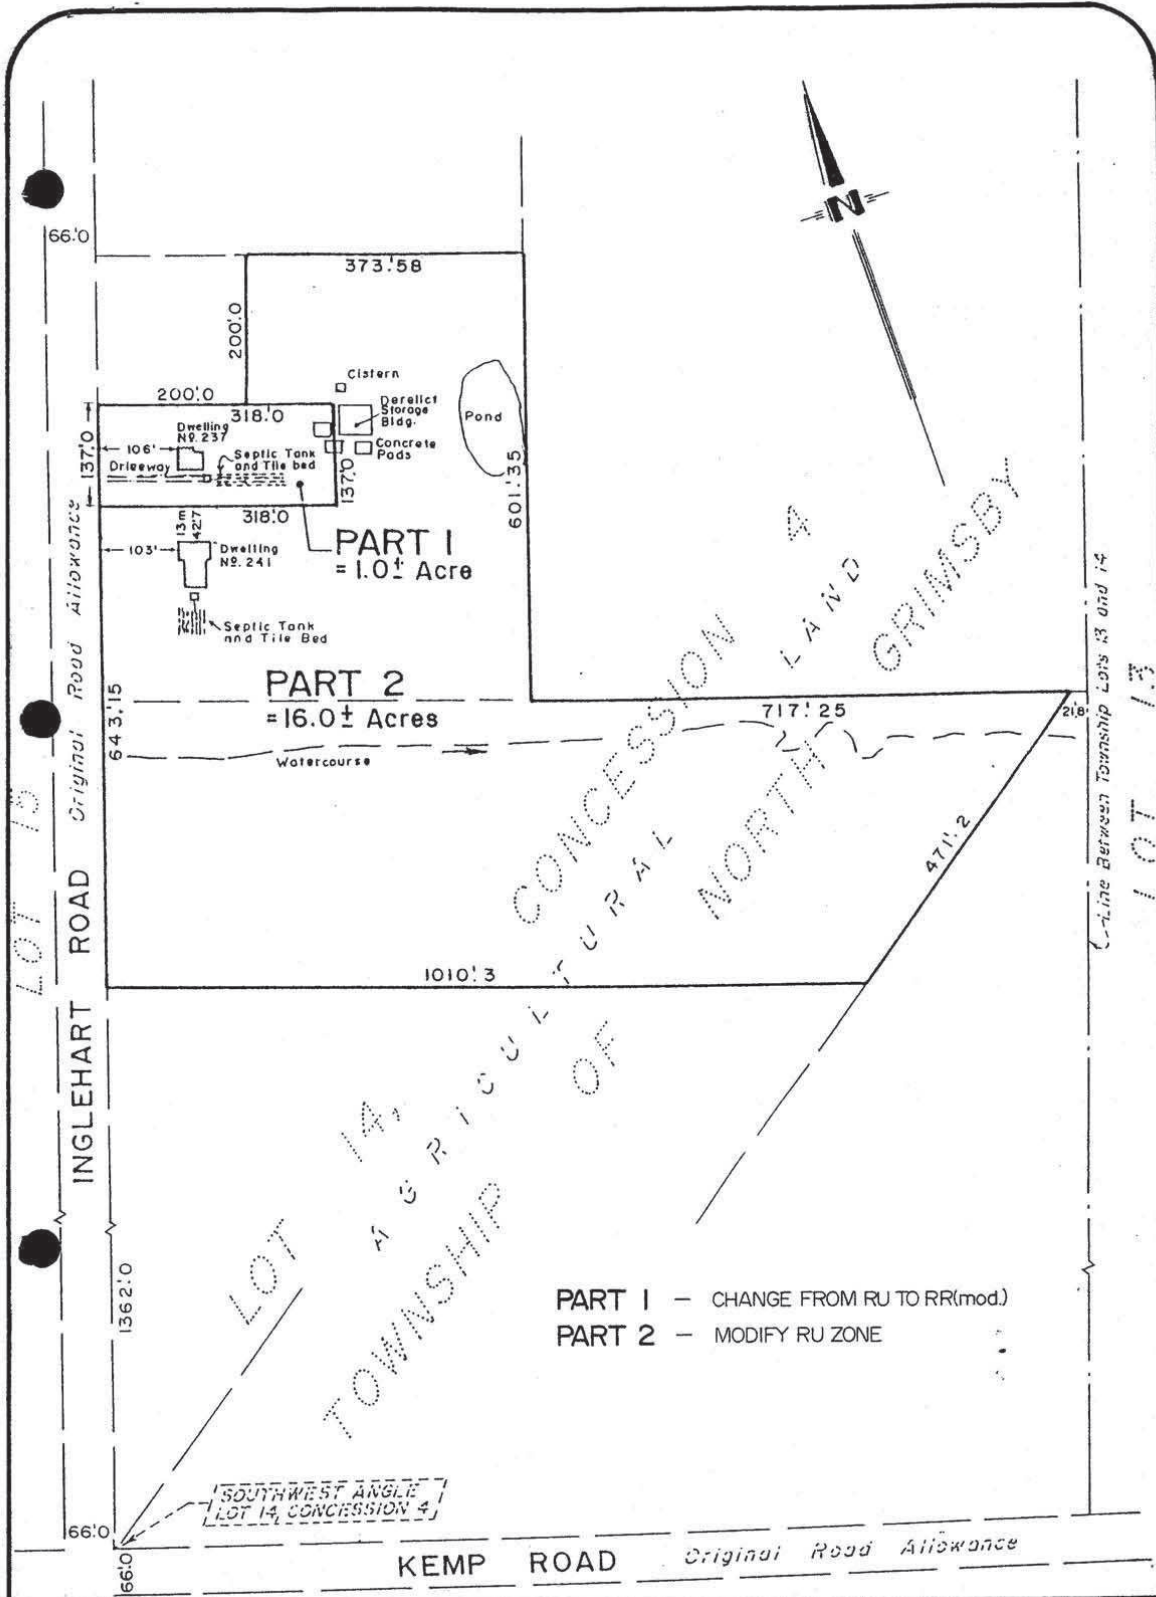 N
66.'0
373.'58
200.'0
200.'0
318.'0
137.'0
137.'0
Cistern
Derelict
Storage
Bldg.
Concrete
Pads
Pond
Dwelling
Nº. 237
106'
Driveway
Septic Tank
and Tile bed
318.'0
13 m
42.'7
601.'35
PART 1
= 1.0± Acre
103'
Dwelling
Nº. 241
Septic Tank
and Tile Bed
PART 2
= 16.0± Acres
643.'15
717.'25
21.8
Watercourse
471.'2
1010.'3
LOT 15
INGLEHART ROAD
Original Road Allowance
LOT 14, CONCESSION 4
AGRICULTURAL LAND
TOWNSHIP OF NORTH GRIMSBY
Line Between Township Lots 13 and 14
LOT 13
1362.'0
PART 1 – CHANGE FROM RU TO RR(mod.)
PART 2 – MODIFY RU ZONE
SOUTHWEST ANGLE
LOT 14, CONCESSION 4
66.'0
66.'0
KEMP ROAD Original Road Allowance